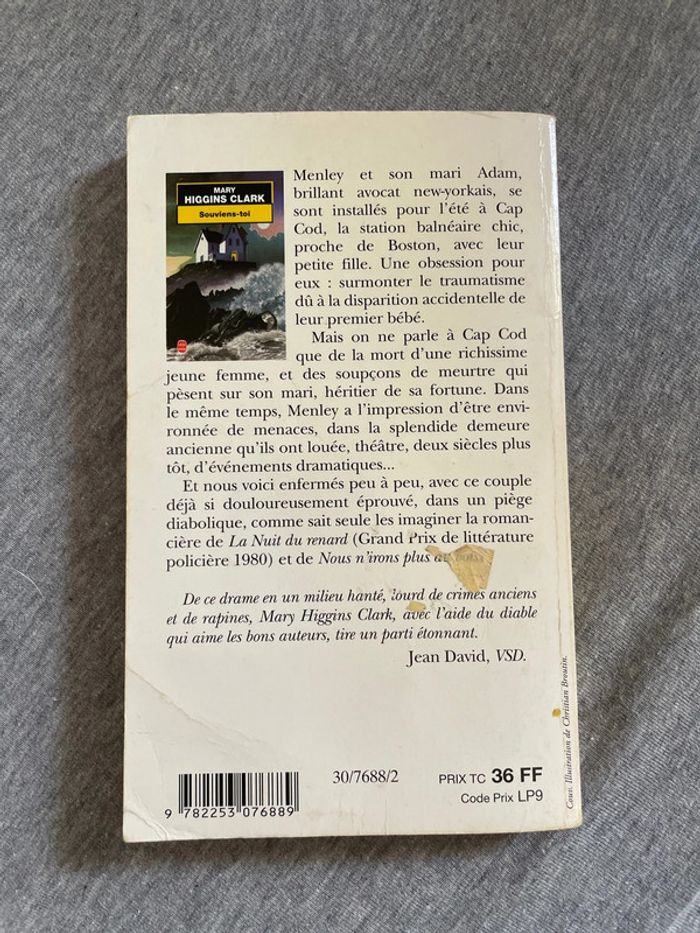 MARY
HIGGINS CLARK
Souviens-toi
Menley et son mari Adam,
brillant avocat new-yorkais, se
sont installés pour l'été à Cap
Cod, la station balnéaire chic,
proche de Boston, avec leur
petite fille. Une obsession pour
eux : surmonter le traumatisme
dû à la disparition accidentelle de
leur premier bébé.
Mais on ne parle à Cap Cod
que de la mort d'une richissime
jeune femme, et des soupçons de meurtre qui
pèsent sur son mari, héritier de sa fortune. Dans
le même temps, Menley a l'impression d'être envi-
ronnée de menaces, dans la splendide demeure
ancienne qu'ils ont louée, théâtre, deux siècles plus
tôt, d'événements dramatiques...
Et nous voici enfermés peu à peu, avec ce couple
déjà si douloureusement éprouvé, dans un piège
diabolique, comme sait seule les imaginer la roman-
cière de La Nuit du renard (Grand Prix de littérature
policière 1980) et de Nous n'irons plus au bois.
De ce drame en un milieu hanté, lourd de crimes anciens
et de rapines, Mary Higgins Clark, avec l'aide du diable
qui aime les bons auteurs, tire un parti étonnant.
Jean David, VSD.
Couv. Illustration de Christian Broutin.
30/7688/2
PRIX TC 36 FF
Code Prix LP9
9 782253 076889